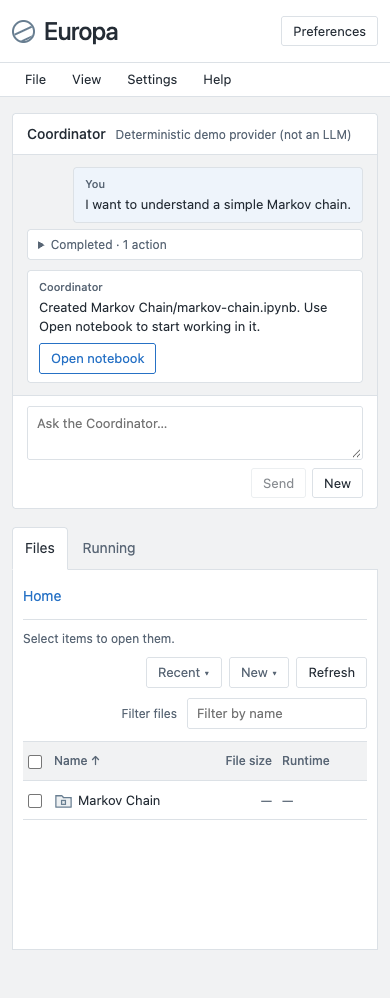 Europa
Preferences
File View Settings Help
Coordinator Deterministic demo provider (not an LLM)
You
I want to understand a simple Markov chain.
▶ Completed · 1 action
Coordinator
Created Markov Chain/markov-chain.ipynb. Use
Open notebook to start working in it.
Open notebook
Ask the Coordinator...
Send New
Files Running
Home
Select items to open them.
Recent ▾ New ▾ Refresh
Filter files Filter by name
Name ↑ File size Runtime
Markov Chain — —